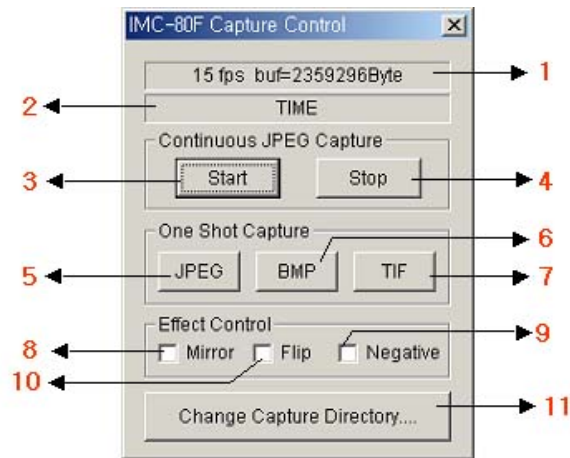 IMC-80F Capture Control
15 fps buf=2359296Byte
1
2
TIME
Continuous JPEG Capture
3
Start
Stop
4
One Shot Capture
6
5
JPEG
BMP
TIF
7
Effect Control
9
8
Mirror
Flip
Negative
10
Change Capture Directory....
11